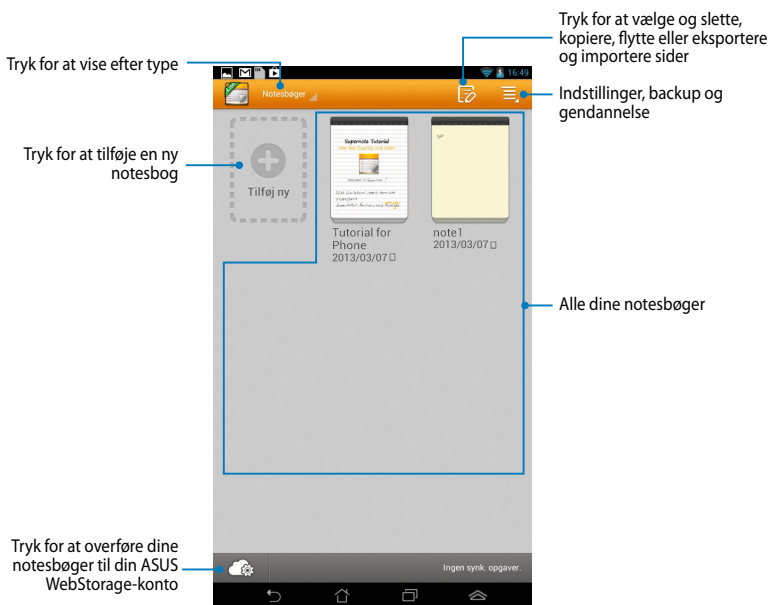 Tryk for at vælge og slette,
kopiere, flytte eller eksportere
og importere sider
Tryk for at vise efter type
16:49
Notesbøger
Indstillinger, backup og
gendannelse
Tryk for at tilføje en ny
notesbog
Tilføj ny
Supernote Tutorial
Tutorial for
Phone
2013/03/07
note1
2013/03/07
Alle dine notesbøger
Tryk for at overføre dine
notesbøger til din ASUS
WebStorage-konto
Ingen synk. opgaver.